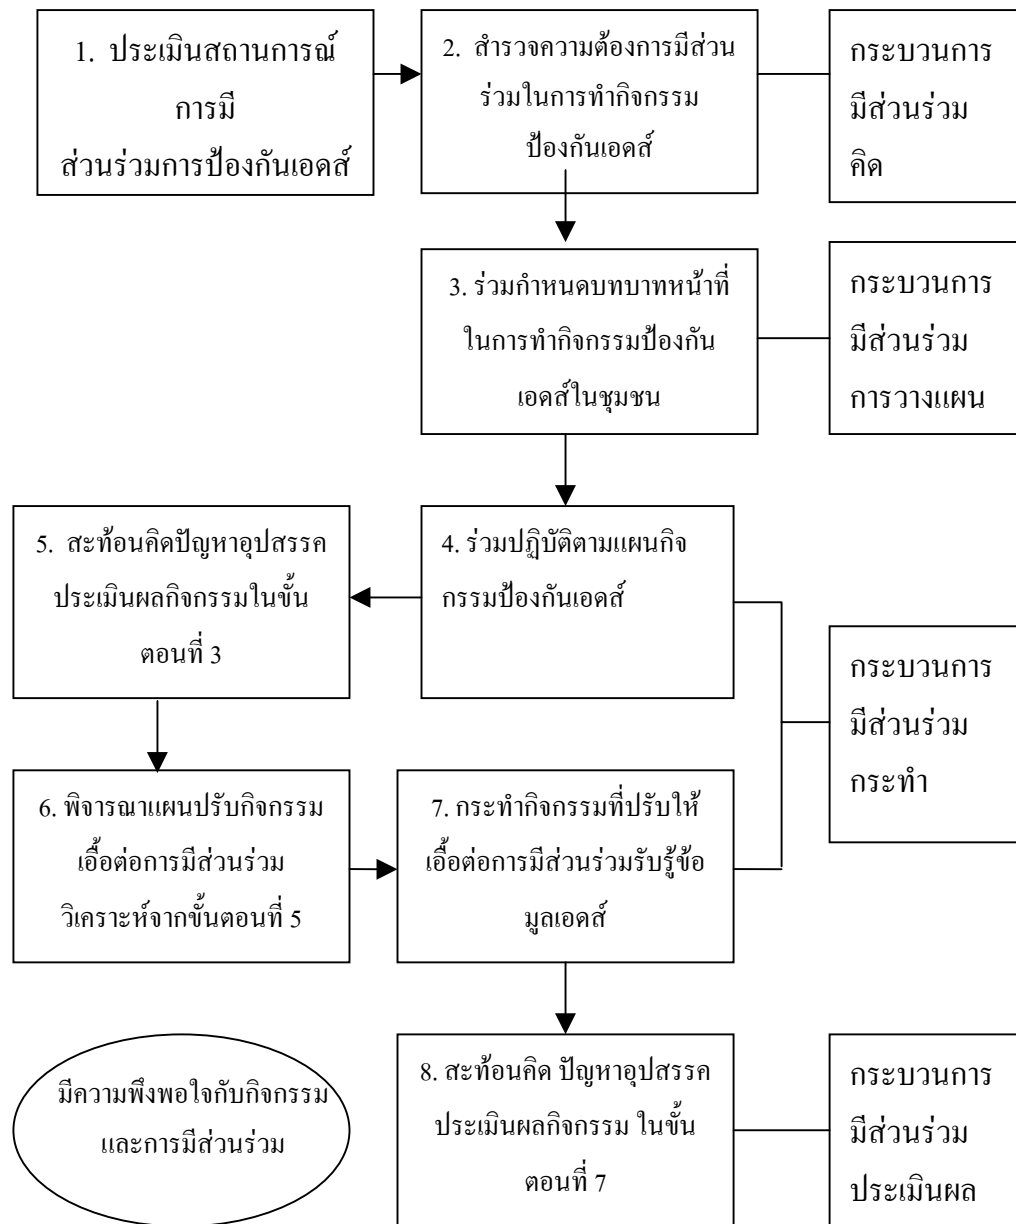 1.  ประเมินสถานการณ์
การมี
ส่วนร่วมการป้องกันเอดส์
2.  สำรวจความต้องการมีส่วน
ร่วมในการทำกิจกรรม
ป้องกันเอดส์
กระบวนการ
มีส่วนร่วม
คิด
3. ร่วมกำหนดบทบาทหน้าที่
ในการทำกิจกรรมป้องกัน
เอดส์ในชุมชน
กระบวนการ
มีส่วนร่วม
การวางแผน
5.  สะท้อนคิดปัญหาอุปสรรค
ประเมินผลกิจกรรมในขั้น
ตอนที่ 3
4. ร่วมปฏิบัติตามแผนกิจ
กรรมป้องกันเอดส์
กระบวนการ
มีส่วนร่วม
กระทำ
6. พิจารณาแผนปรับกิจกรรม
เอื้อต่อการมีส่วนร่วม
วิเคราะห์จากขั้นตอนที่ 5
7. กระทำกิจกรรมที่ปรับให้
เอื้อต่อการมีส่วนร่วมรับรู้ข้อ
มูลเอดส์
มีความพึงพอใจกับกิจกรรม
และการมีส่วนร่วม
8. สะท้อนคิด ปัญหาอุปสรรค
ประเมินผลกิจกรรม ในขั้น
ตอนที่ 7
กระบวนการ
มีส่วนร่วม
ประเมินผล